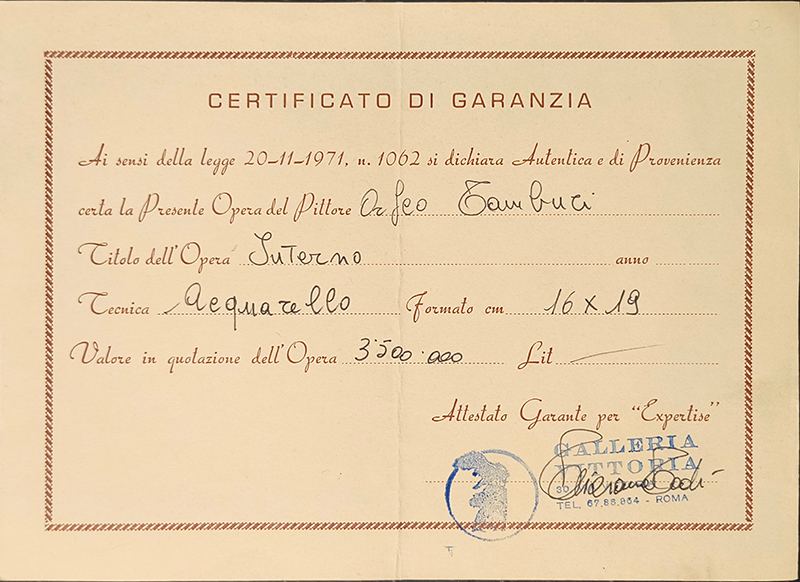 CERTIFICATO DI GARANZIA
Ai sensi della legge 20-11-1971, n. 1062 si dichiara Autentica e di Provenienza
certa la Presente Opera del Pittore Orfeo Tamburi
Titolo dell'Opera Interno anno
Tecnica Acquarello Formato cm 16 X 19
Valore in quotazione dell'Opera 3500.000 Lit
Attestato Garante per "Expertise"
GALLERIA
VITTORIA
TEL. 67.88.864 - ROMA